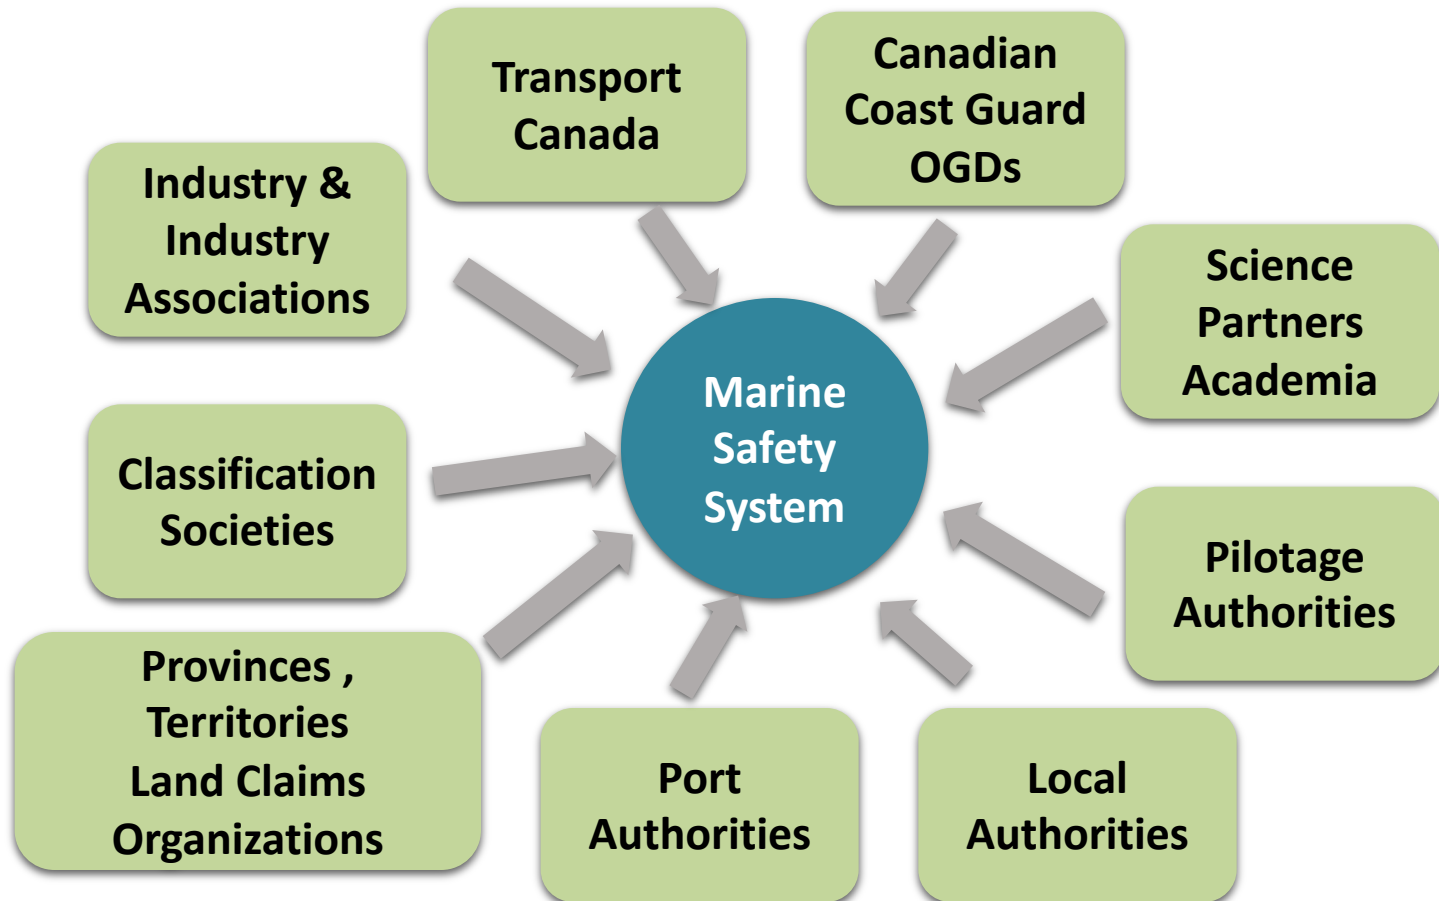 Transport
Canada
Canadian
Coast Guard
OGDs
Industry &
Industry
Associations
Science
Partners
Academia
Marine
Safety
System
Classification
Societies
Pilotage
Authorities
Provinces ,
Territories
Land Claims
Organizations
Port
Authorities
Local
Authorities